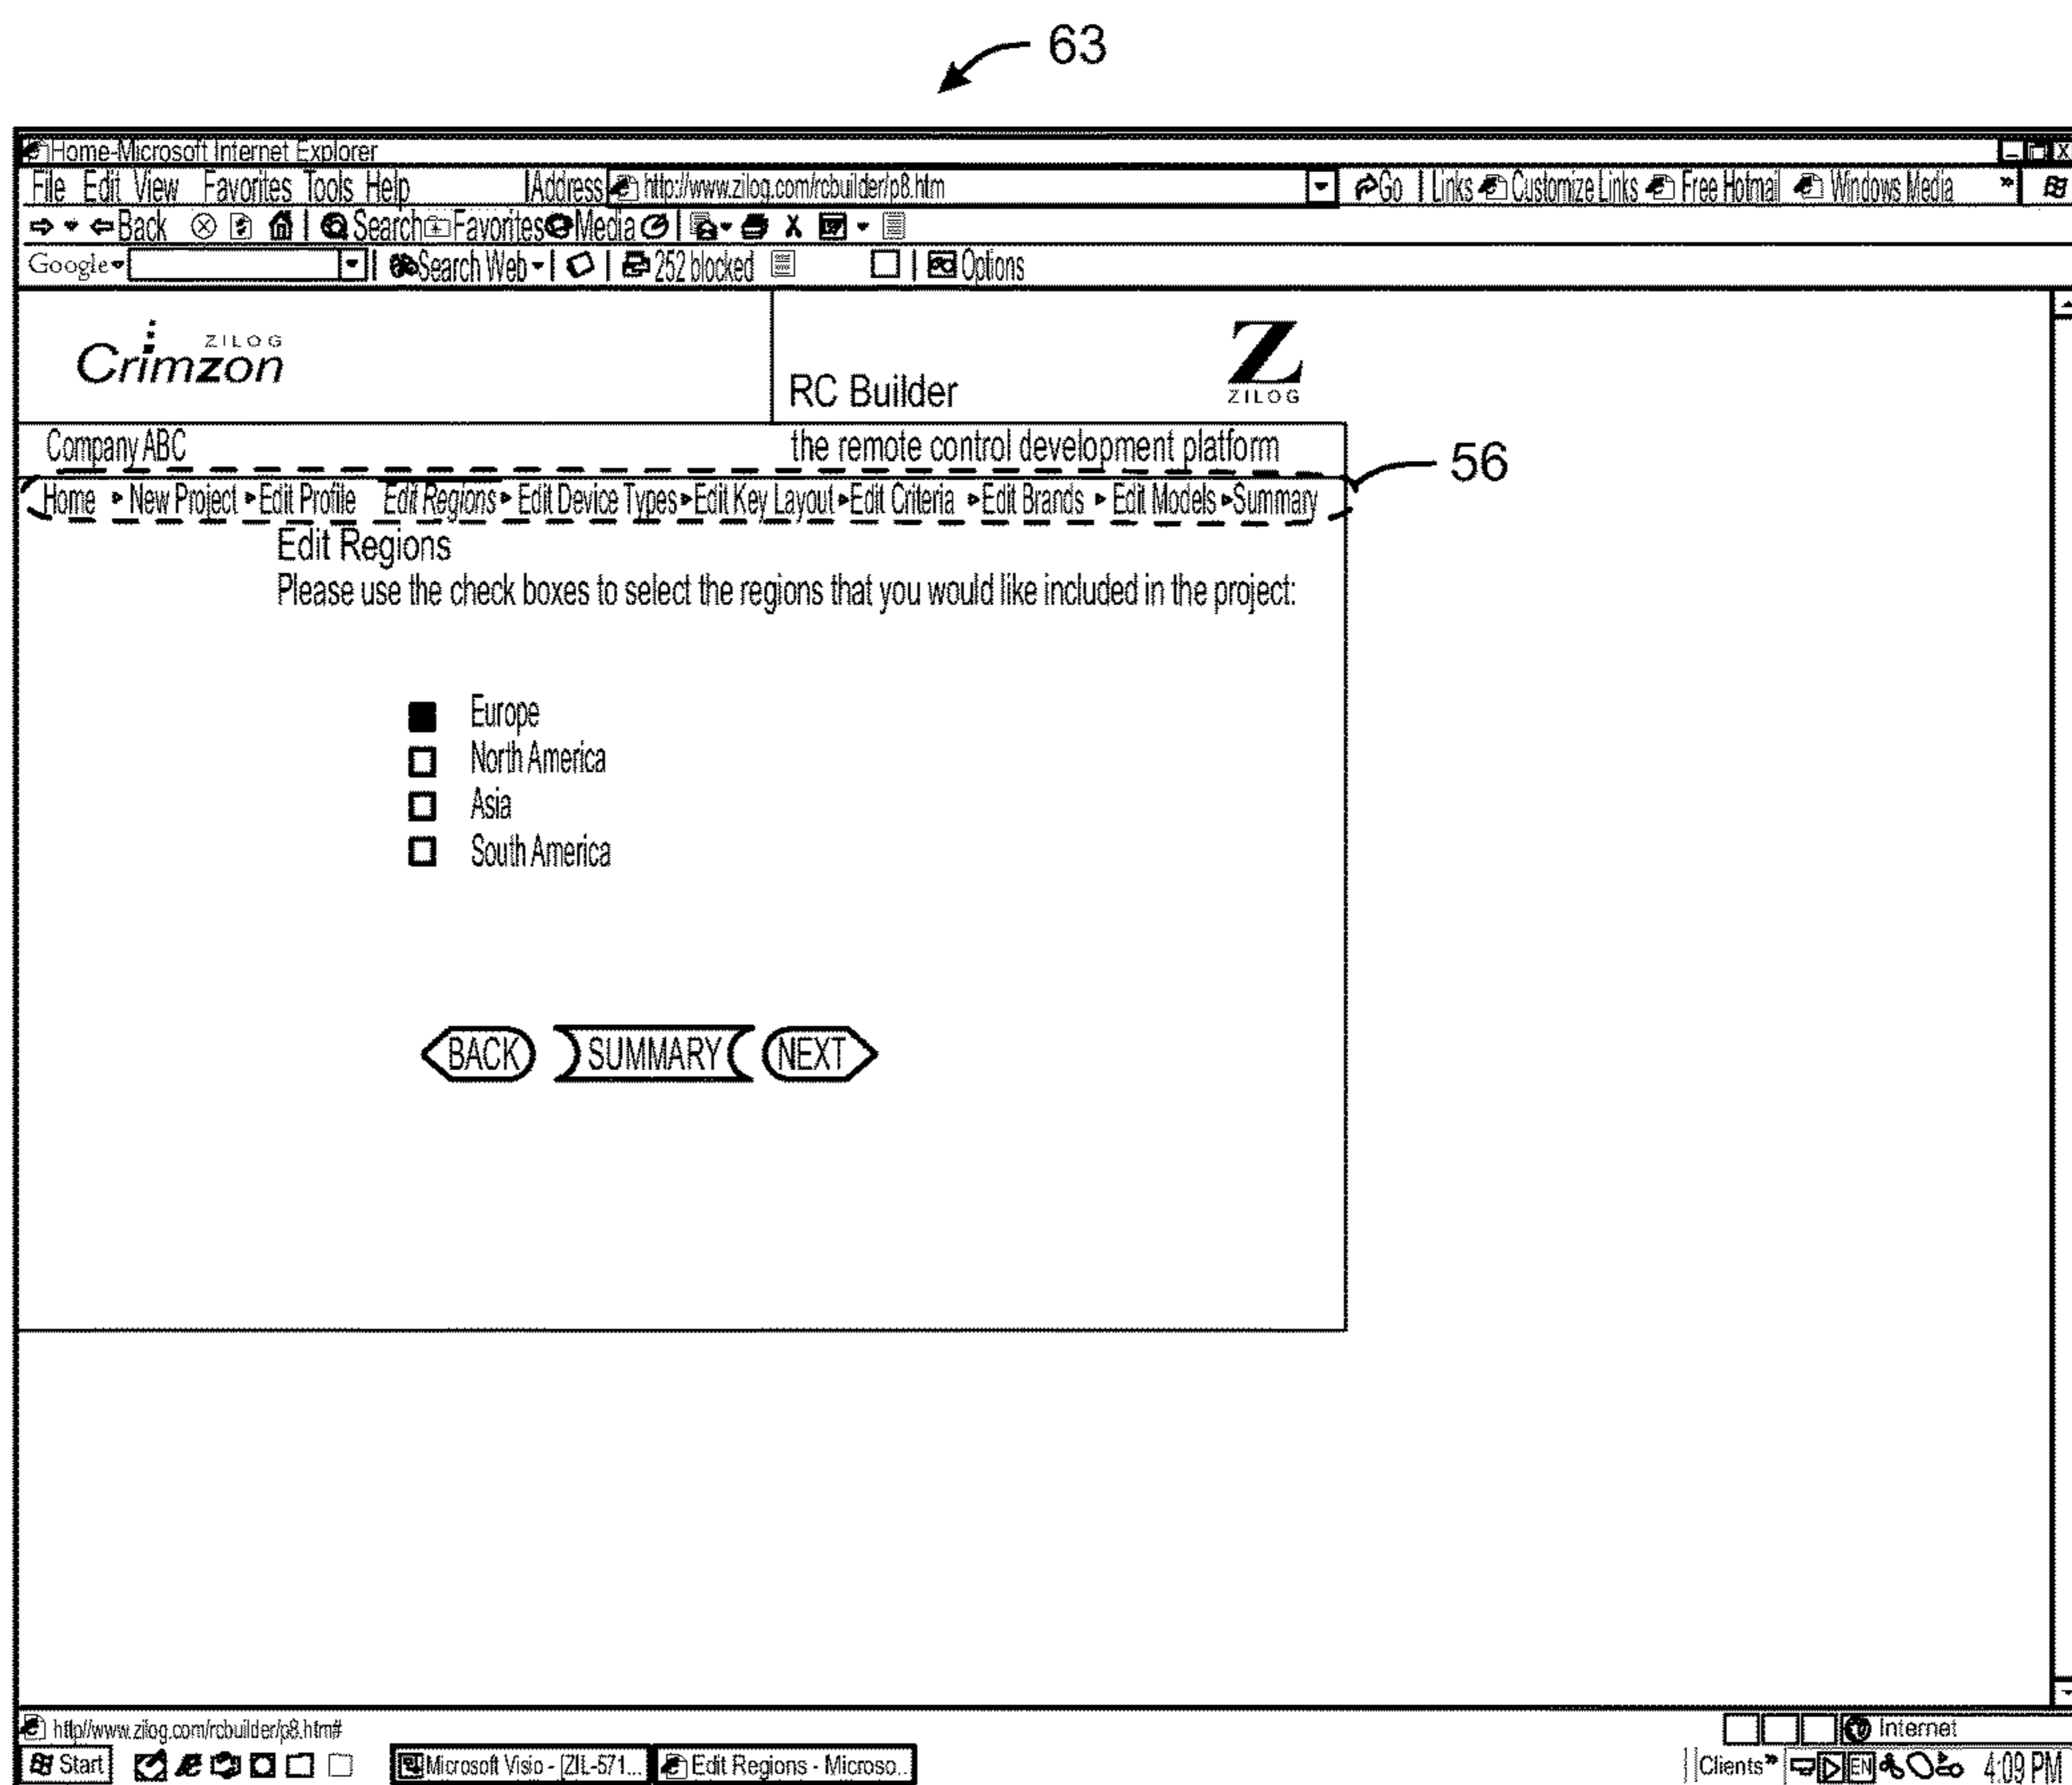 63
Home-Microsoft Internet Explorer
File Edit View Favorites Tools Help Address http://www.zilog.com/rcbuilder/p8.htm Go Links Customize Links Free Hotmail Windows Media »
Back Search Favorites Media
Google Search Web 252 blocked Options
ZILOG
Crimzon
RC Builder
Z
ZILOG
Company ABC the remote control development platform
56
Home New Project Edit Profile Edit Regions Edit Device Types Edit Key Layout Edit Criteria Edit Brands Edit Models Summary
Edit Regions
Please use the check boxes to select the regions that you would like included in the project:
Europe
North America
Asia
South America
BACK SUMMARY NEXT
http//www.zilog.com/rcbuilder/p8.htm# Internet
Start Microsoft Visio - [ZIL-571... Edit Regions - Microso.. Clients» EN 4:09 PM